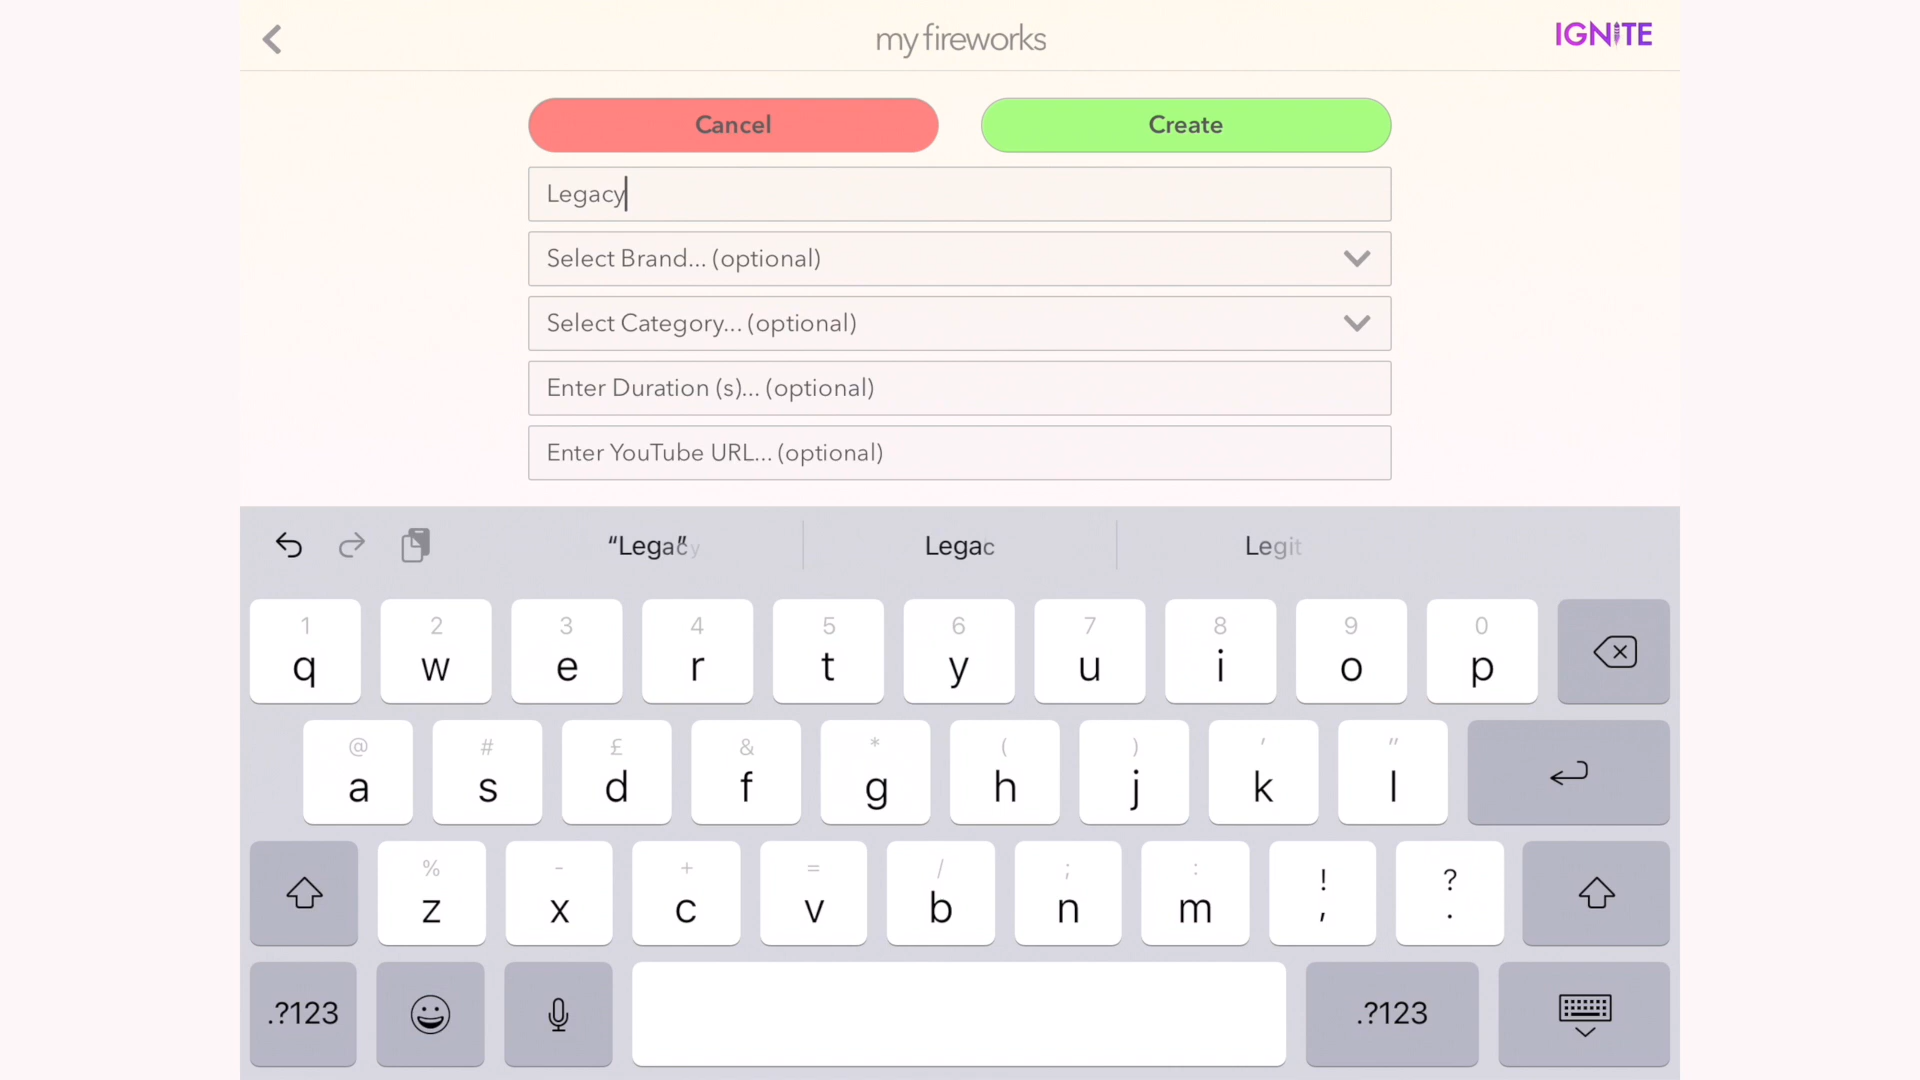 my fireworks
IGNITE
Cancel
Create
Legacy
Select Brand... (optional)
Select Category... (optional)
Enter Duration (s)... (optional)
Enter YouTube URL... (optional)
“Legacy”
Legac
Legit
1 2 3 4 5 6 7 8 9 0
q w e r t y u i o p
@ # £ & * ( ) ' "
a s d f g h j k l
% - + = / ; : ! ?
z x c v b n m , .
.?123
.?123